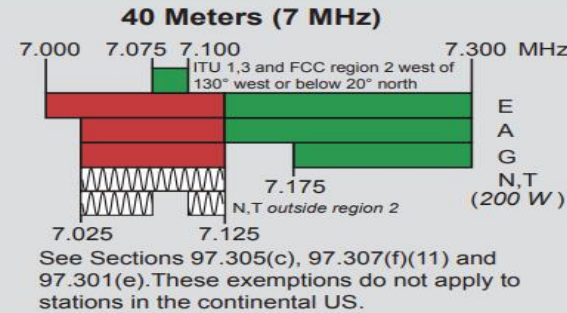 40 Meters (7 MHz)
7.000 7.075 7.100 7.300 MHz
ITU 1,3 and FCC region 2 west of
130° west or below 20° north
E
A
G
7.175 N,T
N,T outside region 2 (200 W)
7.025 7.125
See Sections 97.305(c), 97.307(f)(11) and
97.301(e).These exemptions do not apply to
stations in the continental US.